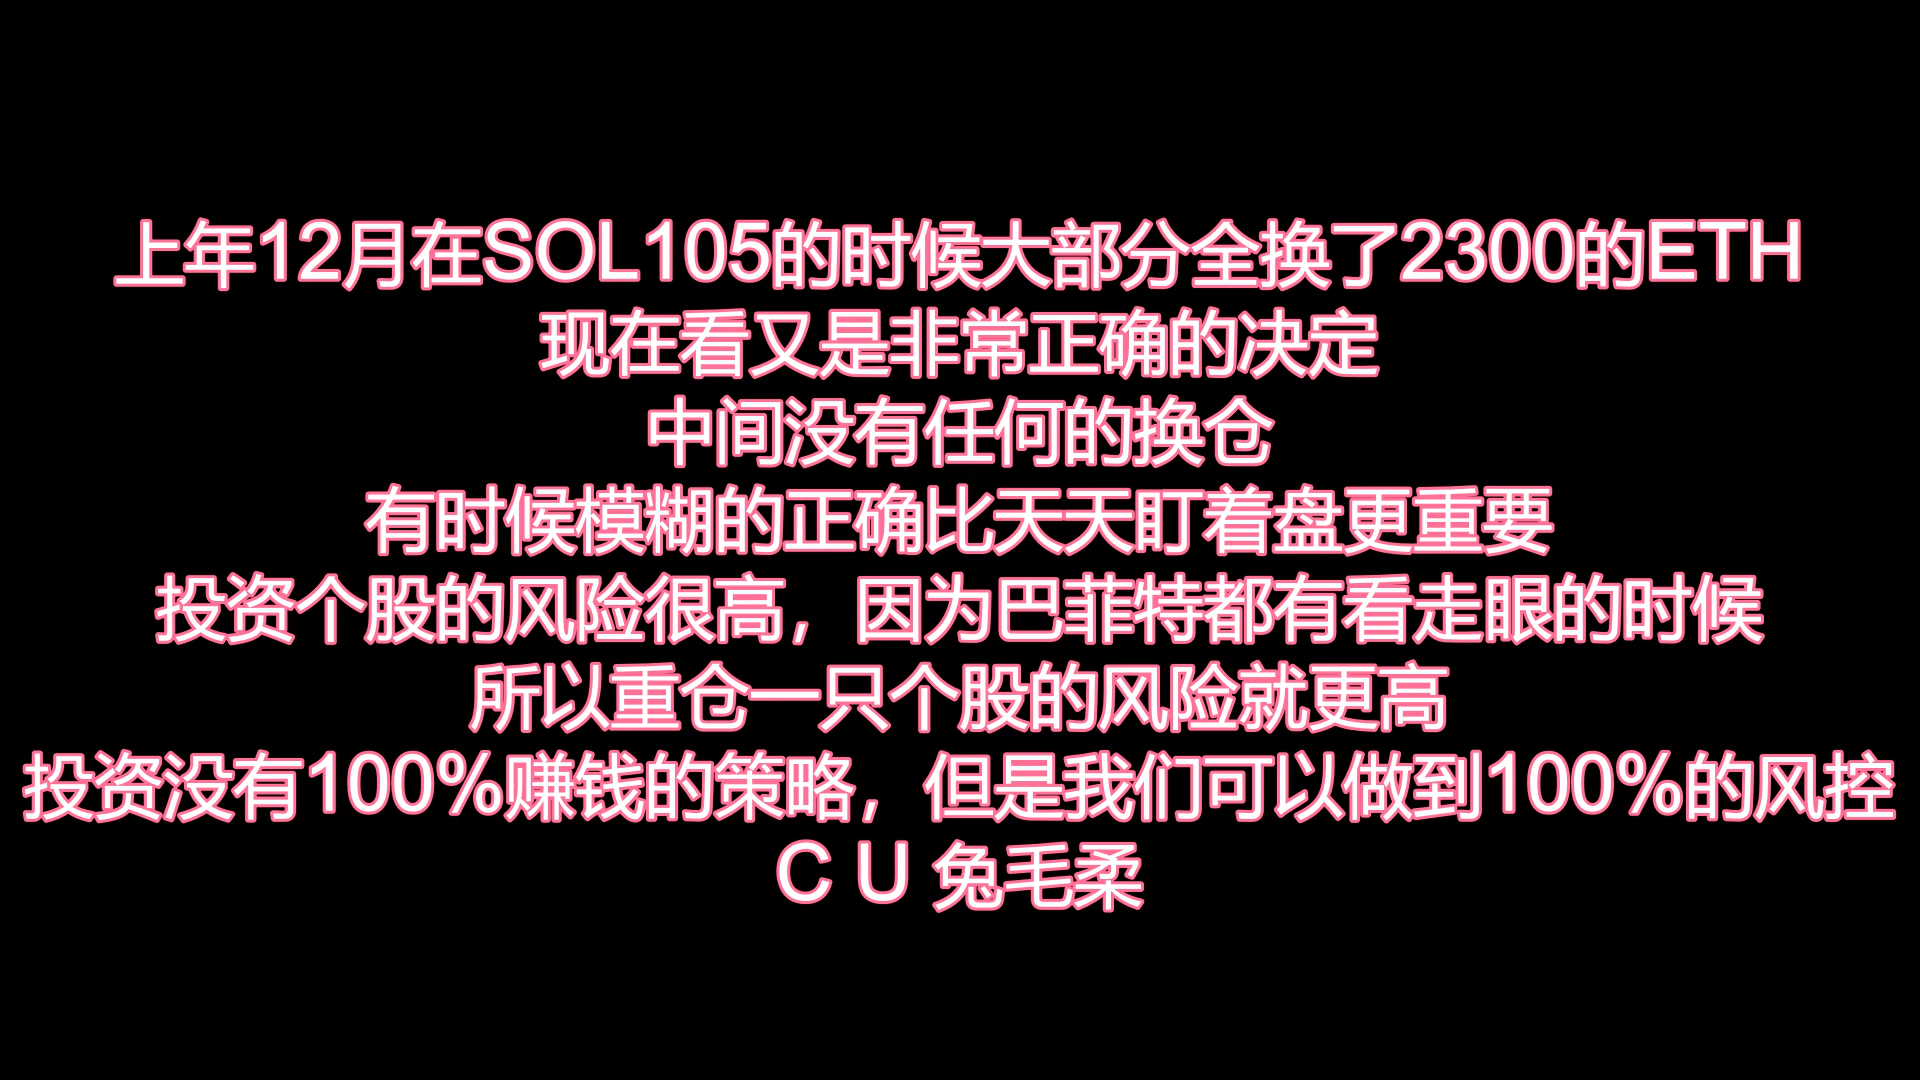 上年12月在SOL105的时候大部分全换了2300的ETH
现在看又是非常正确的决定
中间没有任何的换仓
有时候模糊的正确比天天盯着盘更重要
投资个股的风险很高，因为巴菲特都有看走眼的时候
所以重仓一只个股的风险就更高
投资没有100%赚钱的策略，但是我们可以做到100%的风控
C U 兔毛柔